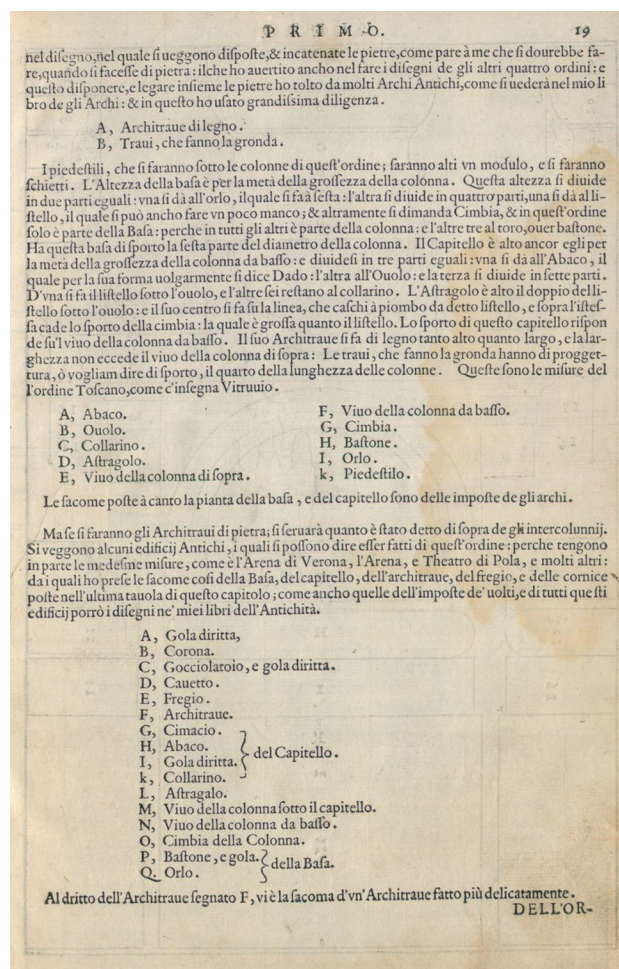 PRIMO. 19
nel diſegno, nel quale ſi ueggono diſpoſte, & incatenate le pietre, come pare à me che ſi dourebbe fa-
re, quando ſi faceſſe di pietra: ilche ho auertito ancho nel fare i diſegni de gli altri quattro ordini: e
queſto diſponere, e legare inſieme le pietre ho tolto da molti Archi Antichi, come ſi uederà nel mio li
bro de gli Archi: & in queſto ho uſato grandiſsima diligenza.
A, Architraue di legno.
B, Traui, che fanno la gronda.
I piedeſtili, che ſi faranno ſotto le colonne di queſt'ordine; ſaranno alti vn modulo, e ſi faranno
ſchietti. L'Altezza della baſa è per la metà della groſſezza della colonna. Queſta altezza ſi diuide
in due parti eguali: vna ſi dà all'orlo, ilquale ſi fa à ſeſta: l'altra ſi diuide in quattro parti, una ſi dà al li-
ſtello, il quale ſi può ancho fare vn poco manco; & altramente ſi dimanda Cimbia, & in queſt'ordine
ſolo è parte della Baſa: perche in tutti gli altri è parte della colonna: e l'altre tre al toro, ouer baſtone.
Ha queſta baſa di ſporto la ſeſta parte del diametro della colonna. Il Capitello è alto ancor egli per
la metà della groſſezza della colonna da baſſo: e diuideſi in tre parti eguali: vna ſi dà all'Abaco, il
quale per la ſua forma uolgarmente ſi dice Dado: l'altra all'Ouolo: e la terza ſi diuide in ſette parti.
D'vna ſi fa il liſtello ſotto l'ouolo, e l'altre ſei reſtano al collarino. L'Aſtragolo è alto il doppio del li-
ſtello ſotto l'ouolo: e il ſuo centro ſi fa ſu la linea, che caſchi à piombo da detto liſtello, e ſopra l'iſteſ-
ſa cade lo ſporto della cimbia: la quale è groſſa quanto il liſtello. Lo ſporto di queſto capitello riſpon
de ſu'l viuo della colonna da baſſo. Il ſuo Architraue ſi fa di legno tanto alto quanto largo, e la lar-
ghezza non eccede il viuo della colonna di ſopra: Le traui, che fanno la gronda hanno di progget-
tura, ò vogliam dire di ſporto, il quarto della lunghezza delle colonne. Queſte ſono le miſure del
l'ordine Toſcano, come c'inſegna Vitruuio.
A, Abaco.
B, Ouolo.
C, Collarino.
D, Aſtragolo.
E, Viuo della colonna di ſopra.
F, Viuo della colonna da baſſo.
G, Cimbia.
H, Baſtone.
I, Orlo.
k, Piedeſtilo.
Le ſacome poſte à canto la pianta della baſa, e del capitello ſono delle impoſte de gli archi.
Ma ſe ſi faranno gli Architraui di pietra; ſi ſeruarà quanto è ſtato detto di ſopra de gli intercolunnij.
Si veggono alcuni edificij Antichi, i quali ſi poſſono dire eſſer fatti di queſt'ordine: perche tengono
in parte le medeſme miſure, come è l'Arena di Verona, l'Arena, e Theatro di Pola, e molti altri:
da i quali ho preſe le ſacome coſi della Baſa, del capitello, dell'architraue, del fregio, e delle cornice
poſte nell'ultima tauola di queſto capitolo; come ancho quelle dell'impoſte de' uolti, e di tutti queſti
edificij porrò i diſegni ne' miei libri dell'Antichità.
A, Gola diritta,
B, Corona.
C, Gocciolatoio, e gola diritta.
D, Cauetto.
E, Fregio.
F, Architraue.
G, Cimacio.
H, Abaco.
I, Gola diritta.
k, Collarino.
del Capitello.
L, Aſtragalo.
M, Viuo della colonna ſotto il capitello.
N, Viuo della colonna da baſſo.
O, Cimbia della Colonna.
P, Baſtone, e gola.
Q. Orlo.
della Baſa.
Al dritto dell'Architraue ſegnato F, vi è la ſacoma d'vn'Architraue fatto più delicatamente.
DELL'OR-